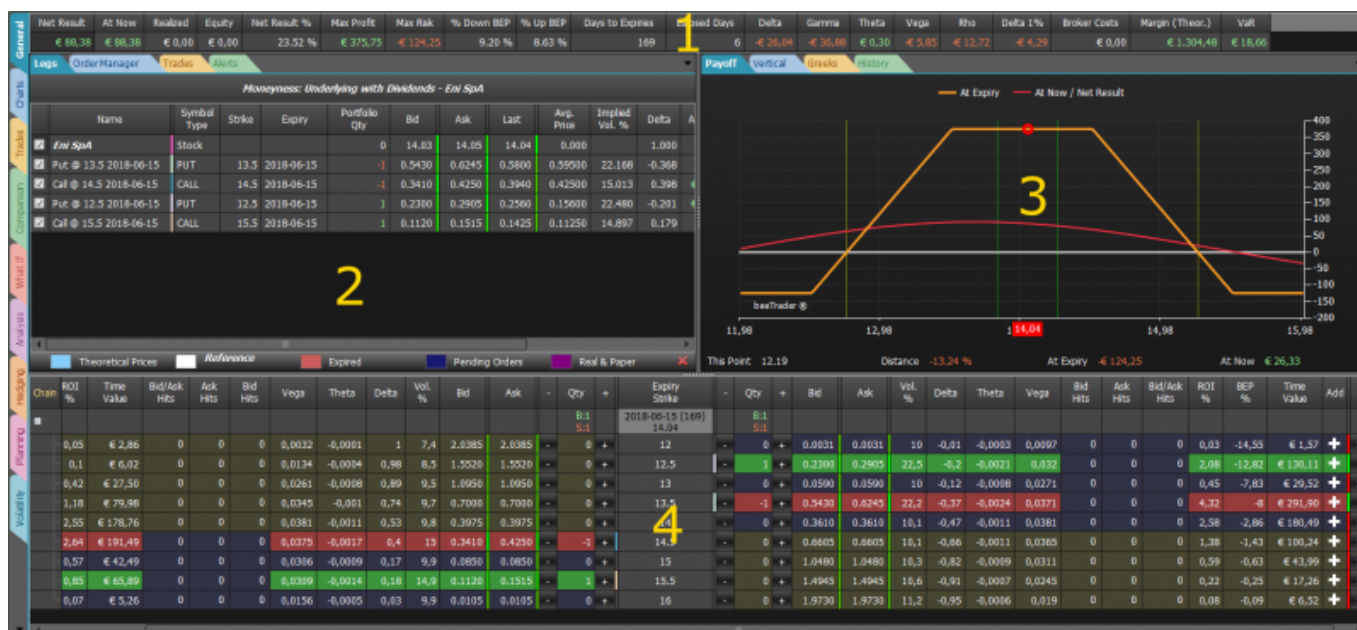 General
Charts
Trades
Comparison
What If
Analysis
Hedging
Planning
Volatility
Net Result At Now Realized Equity Net Result % Max Profit Max Risk % Down BEP % Up BEP Days to Expires Elapsed Days Delta Gamma Theta Vega Rho Delta 1% Broker Costs Margin (Theor.) VaR
€ 88,38 € 88,38 € 0,00 € 0,00 23.52 % € 375,75 -€ 124,25 9.20 % 8.63 % 169 6 -€ 26,04 -€ 36,88 € 0,30 -€ 5,85 -€ 12,72 -€ 4,29 € 0,00 € 1.304,48 € 18,66
1
Legs OrderManager Trades Alerts
Moneyness: Underlying with Dividends - Eni SpA
Name Symbol Type Strike Expiry Portfolio Qty Bid Ask Last Avg. Price Implied Vol. % Delta
Eni SpA Stock 0 14.03 14.05 14.04 0.000 1.000
Put @ 13.5 2018-06-15 PUT 13.5 2018-06-15 -1 0.5430 0.6245 0.5800 0.59500 22.168 -0.368
Call @ 14.5 2018-06-15 CALL 14.5 2018-06-15 -1 0.3410 0.4250 0.3940 0.42500 15.013 0.398
Put @ 12.5 2018-06-15 PUT 12.5 2018-06-15 1 0.2300 0.2905 0.2560 0.15600 22.480 -0.201
Call @ 15.5 2018-06-15 CALL 15.5 2018-06-15 1 0.1120 0.1515 0.1425 0.11250 14.897 0.179
2
Theoretical Prices Reference Expired Pending Orders Real & Paper
Payoff Vertical Greeks History
At Expiry At Now / Net Result
400
350
300
250
200
150
100
50
0
-50
-100
-150
-200
3
beeTrader ®
11,98 12,98 14,04 14,98 15,98
This Point 12.19 Distance -13.24 % At Expiry -€ 124,25 At Now € 26,33
Chain ROI % Time Value Bid/Ask Hits Ask Hits Bid Hits Vega Theta Delta Vol. % Bid Ask - Qty + Expiry Strike - Qty + Bid Ask Vol. % Delta Theta Vega Bid Hits Ask Hits Bid/Ask Hits ROI % BEP % Time Value Add
B:1 S:1 2018-06-15 (169) 14.04 B:1 S:1
0,05 € 2,86 0 0 0 0,0032 -0,0001 1 7,4 2.0385 2.0385 - 0 + 12 - 0 + 0.0031 0.0031 10 -0,01 -0,0003 0,0097 0 0 0 0,03 -14,55 € 1,57
0,1 € 6,02 0 0 0 0,0134 -0,0004 0,98 8,5 1.5520 1.5520 - 0 + 12.5 - 1 + 0.2300 0.2905 22,5 -0,2 -0,0021 0,032 0 0 0 2,08 -12,82 € 130,11
0,42 € 27,50 0 0 0 0,0261 -0,0008 0,89 9,5 1.0950 1.0950 - 0 + 13 - 0 + 0.0590 0.0590 10 -0,12 -0,0008 0,0271 0 0 0 0,45 -7,83 € 29,52
1,18 € 79,98 0 0 0 0,0345 -0,001 0,74 9,7 0.7000 0.7000 - 0 + 13.5 - -1 + 0.5430 0.6245 22,2 -0,37 -0,0024 0,0371 0 0 0 4,32 -8 € 291,90
2,55 € 178,76 0 0 0 0,0381 -0,0011 0,53 9,8 0.3975 0.3975 - 0 + - 0 + 0.3610 0.3610 10,1 -0,47 -0,0011 0,0381 0 0 0 2,58 -2,86 € 180,49
4
2,64 € 191,49 0 0 0 0,0375 -0,0017 0,4 15 0.3410 0.4250 - -1 + 14.5 - 0 + 0.6605 0.6605 10,1 -0,66 -0,0011 0,0365 0 0 0 1,38 -1,43 € 100,24
0,57 € 42,49 0 0 0 0,0306 -0,0009 0,17 9,9 0.0850 0.0850 - 0 + 15 - 0 + 1.0480 1.0480 10,3 -0,82 -0,0009 0,0311 0 0 0 0,59 -0,63 € 43,99
0,85 € 65,89 0 0 0 0,0309 -0,0014 0,18 14,9 0.1120 0.1515 - 1 + 15.5 - 0 + 1.4945 1.4945 10,6 -0,91 -0,0007 0,0245 0 0 0 0,22 -0,25 € 17,26
0,07 € 5,26 0 0 0 0,0156 -0,0005 0,03 9,9 0.0105 0.0105 - 0 + 16 - 0 + 1.9730 1.9730 11,2 -0,95 -0,0006 0,019 0 0 0 0,08 -0,09 € 6,52